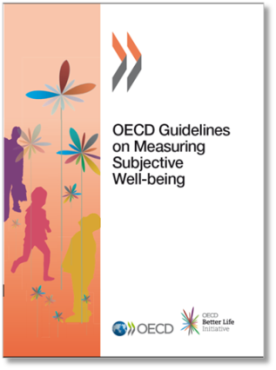 OECD Guidelines
on Measuring
Subjective
Well-being
OECD
OECD
Better Life
Initiative